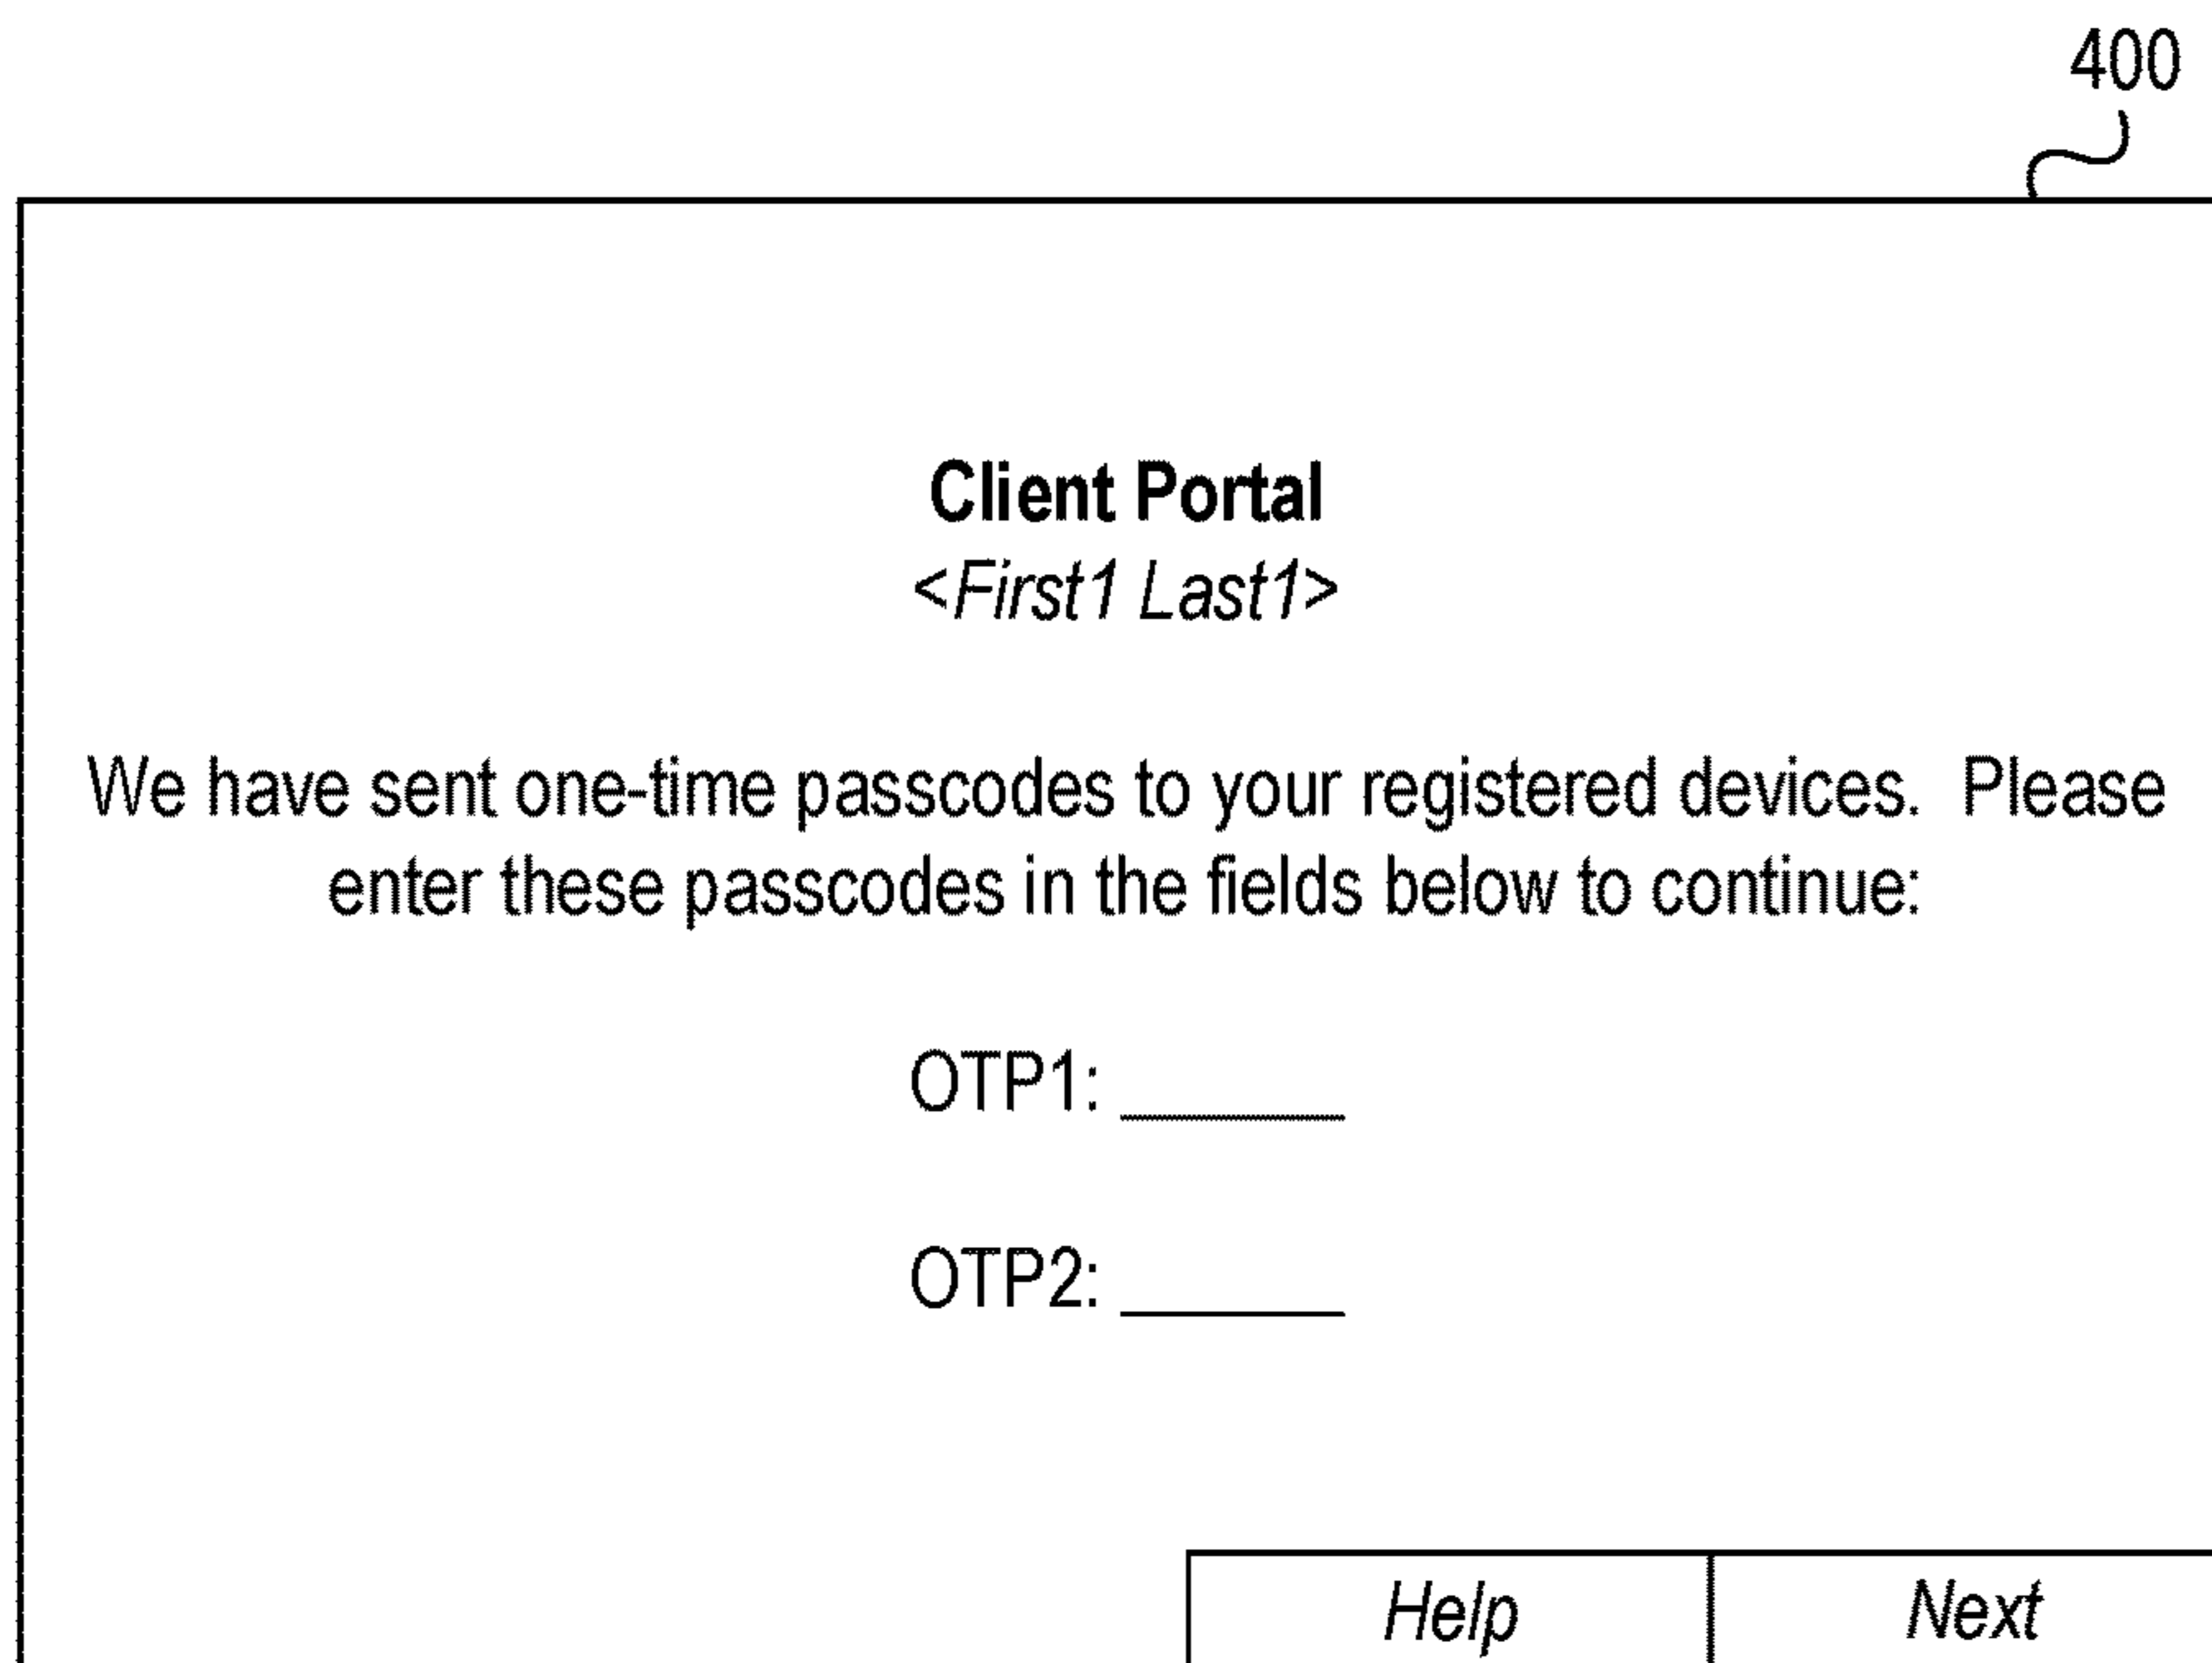 400
Client Portal
<First1 Last1>
We have sent one-time passcodes to your registered devices.  Please
enter these passcodes in the fields below to continue:
OTP1: ______
OTP2: ______
Help Next